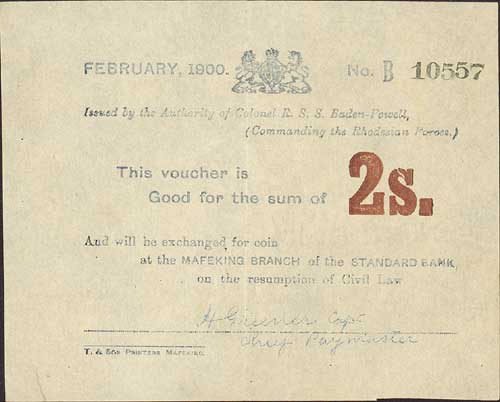 FEBRUARY, 1900. No. B 10557
Issued by the Authority of Colonel R. S. S. Baden-Powell,
(Commanding the Rhodesian Forces.)
This voucher is
Good for the sum of 2s.
And will be exchanged for coin
at the MAFEKING BRANCH of the STANDARD BANK,
on the resumption of Civil Law
H Greener Capt
Chief Paymaster
T. & Son Printers Mafeking.